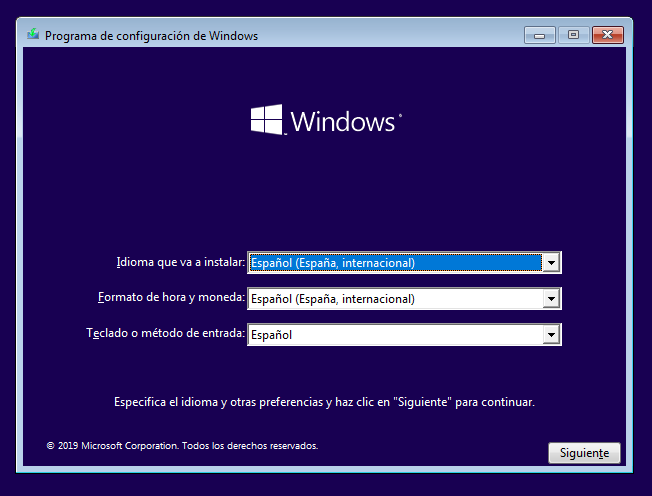 Programa de configuración de Windows
Windows
Idioma que va a instalar: Español (España, internacional)
Formato de hora y moneda: Español (España, internacional)
Teclado o método de entrada: Español
Especifica el idioma y otras preferencias y haz clic en "Siguiente" para continuar.
© 2019 Microsoft Corporation. Todos los derechos reservados.
Siguiente